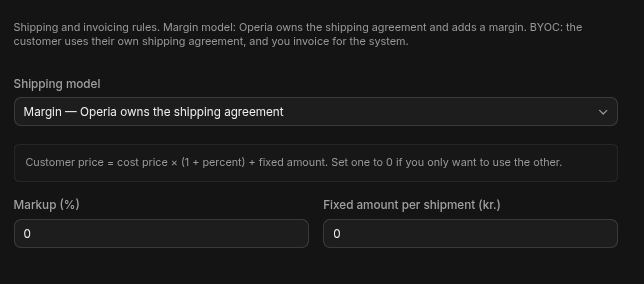 Shipping and invoicing rules. Margin model: Operia owns the shipping agreement and adds a margin. BYOC: the
customer uses their own shipping agreement, and you invoice for the system.
Shipping model
Margin — Operia owns the shipping agreement
Customer price = cost price × (1 + percent) + fixed amount. Set one to 0 if you only want to use the other.
Markup (%)
Fixed amount per shipment (kr.)
0
0